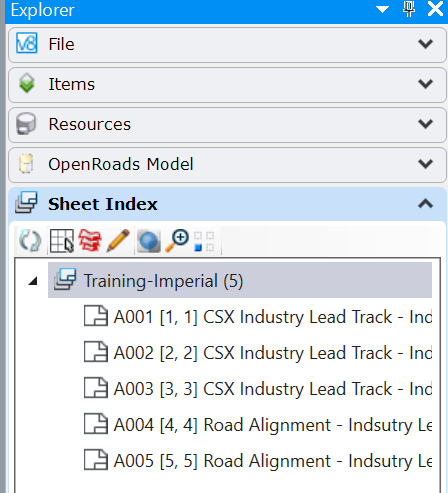 Explorer
V8 File
Items
Resources
OpenRoads Model
Sheet Index
Training-Imperial (5)
A001 [1, 1] CSX Industry Lead Track - Ind
A002 [2, 2] CSX Industry Lead Track - Ind
A003 [3, 3] CSX Industry Lead Track - Ind
A004 [4, 4] Road Alignment - Indsutry Le
A005 [5, 5] Road Alignment - Indsutry Le